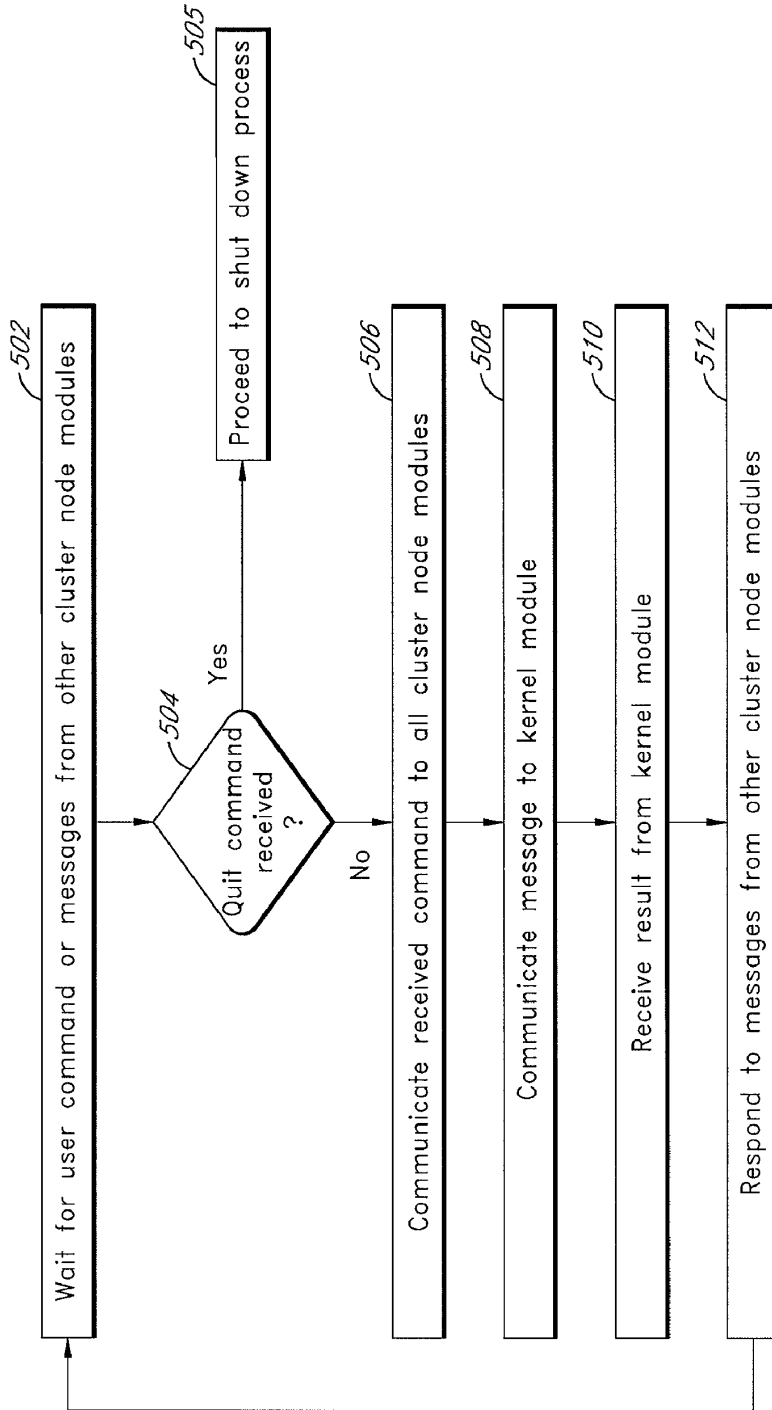 502
Wait for user command or messages from other cluster node modules
504
Quit command
received
?
Yes
505
Proceed to shut down process
No
506
Communicate received command to all cluster node modules
508
Communicate message to kernel module
510
Receive result from kernel module
512
Respond to messages from other cluster node modules